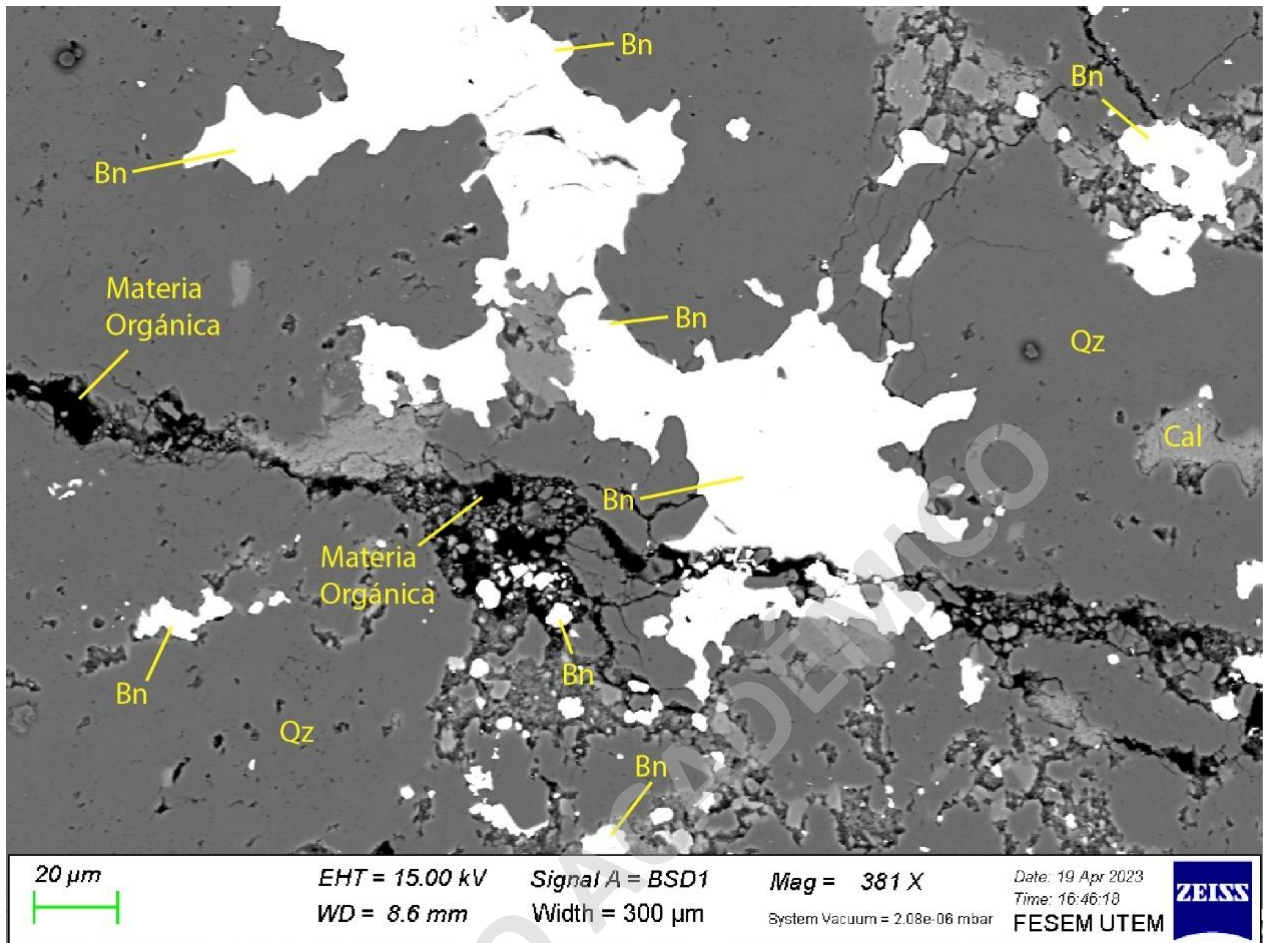 Bn
Bn
Bn
Materia
Orgánica
Bn
Qz
Cal
Bn
Materia
Orgánica
Bn
Bn
Qz
Bn
ACADÉMICO
20 µm
EHT = 15.00 kV
WD = 8.6 mm
Signal A = BSD1
Width = 300 µm
Mag = 381 X
System Vacuum = 2.08e-06 mbar
Date: 19 Apr 2023
Time: 16:46:18
FESEM UTEM
ZEISS